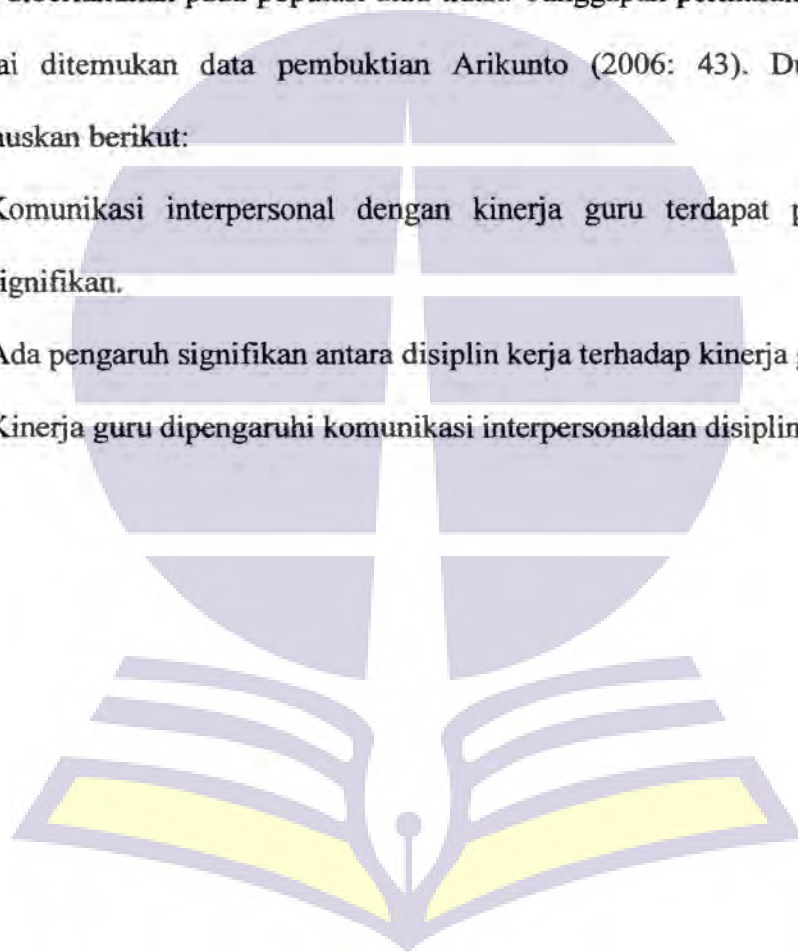 ai ditemukan data pembuktian Arikunto (2006: 43). Du
uskan berikut:
Komunikasi interpersonal dengan kinerja guru terdapat p
ignifikan.
Ada pengaruh signifikan antara disiplin kerja terhadap kinerja
Kinerja guru dipengaruhi komunikasi interpersonaldan disiplin